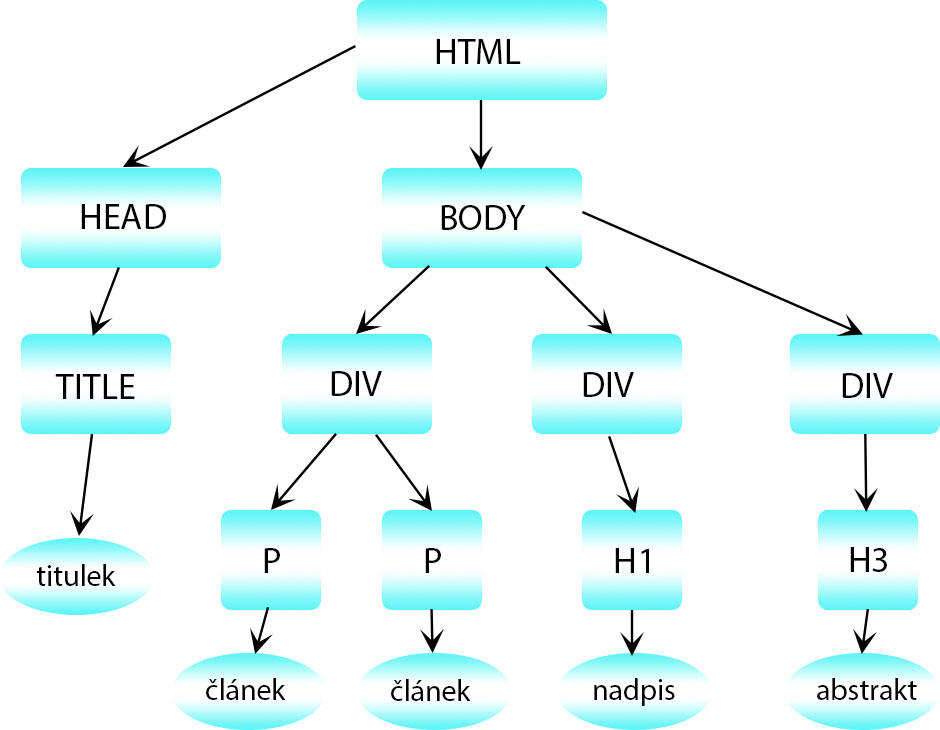 HTML
HEAD
BODY
TITLE
DIV
DIV
DIV
P
P
H1
H3
titulek
článek
článek
nadpis
abstrakt